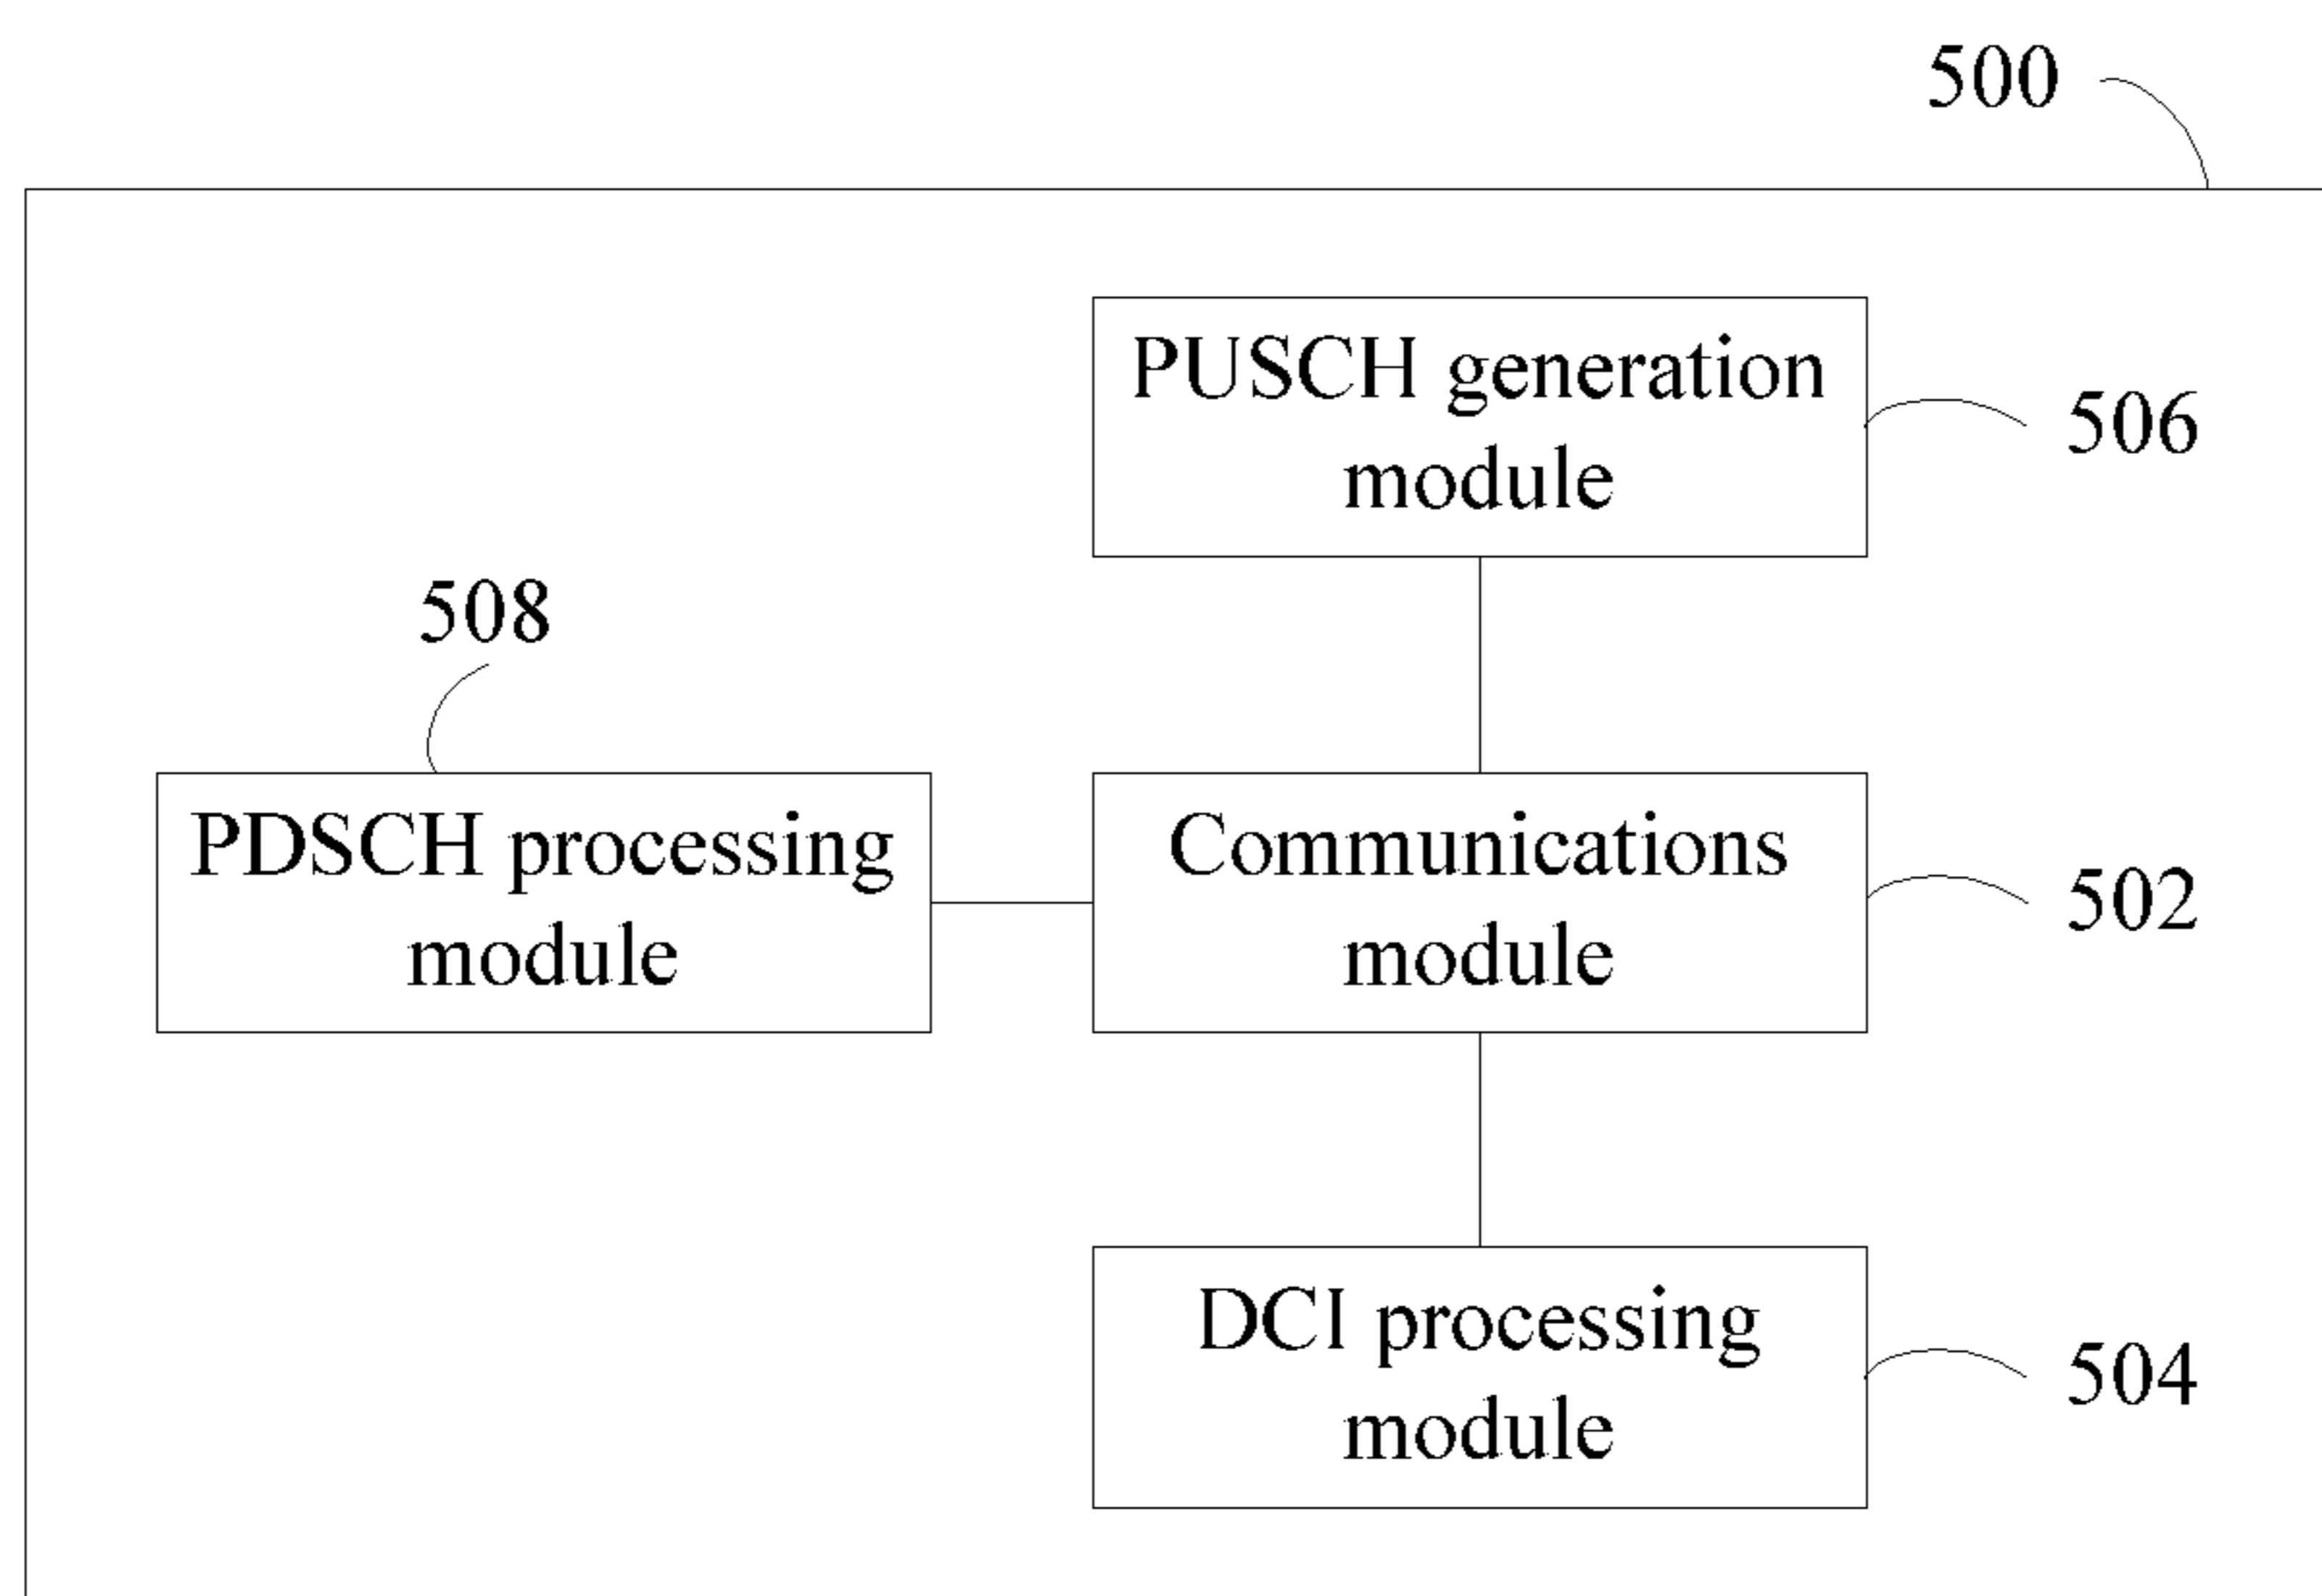 500
PUSCH generation
module
506
508
PDSCH processing
module
Communications
module
502
DCI processing
module
504